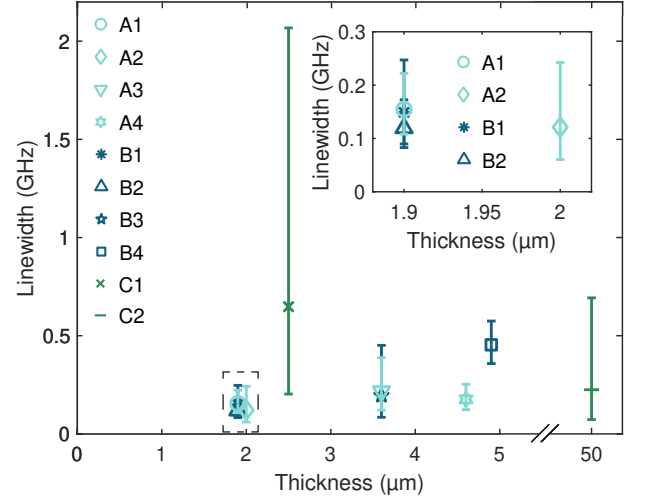 Linewidth (GHz)
2
1.5
1
0.5
0
0
1
2
3
4
5
50
Thickness (μm)
A1
A2
A3
A4
B1
B2
B3
B4
C1
C2
Linewidth (GHz)
0.3
0.2
0.1
0
1.9
1.95
2
Thickness (μm)
A1
A2
B1
B2